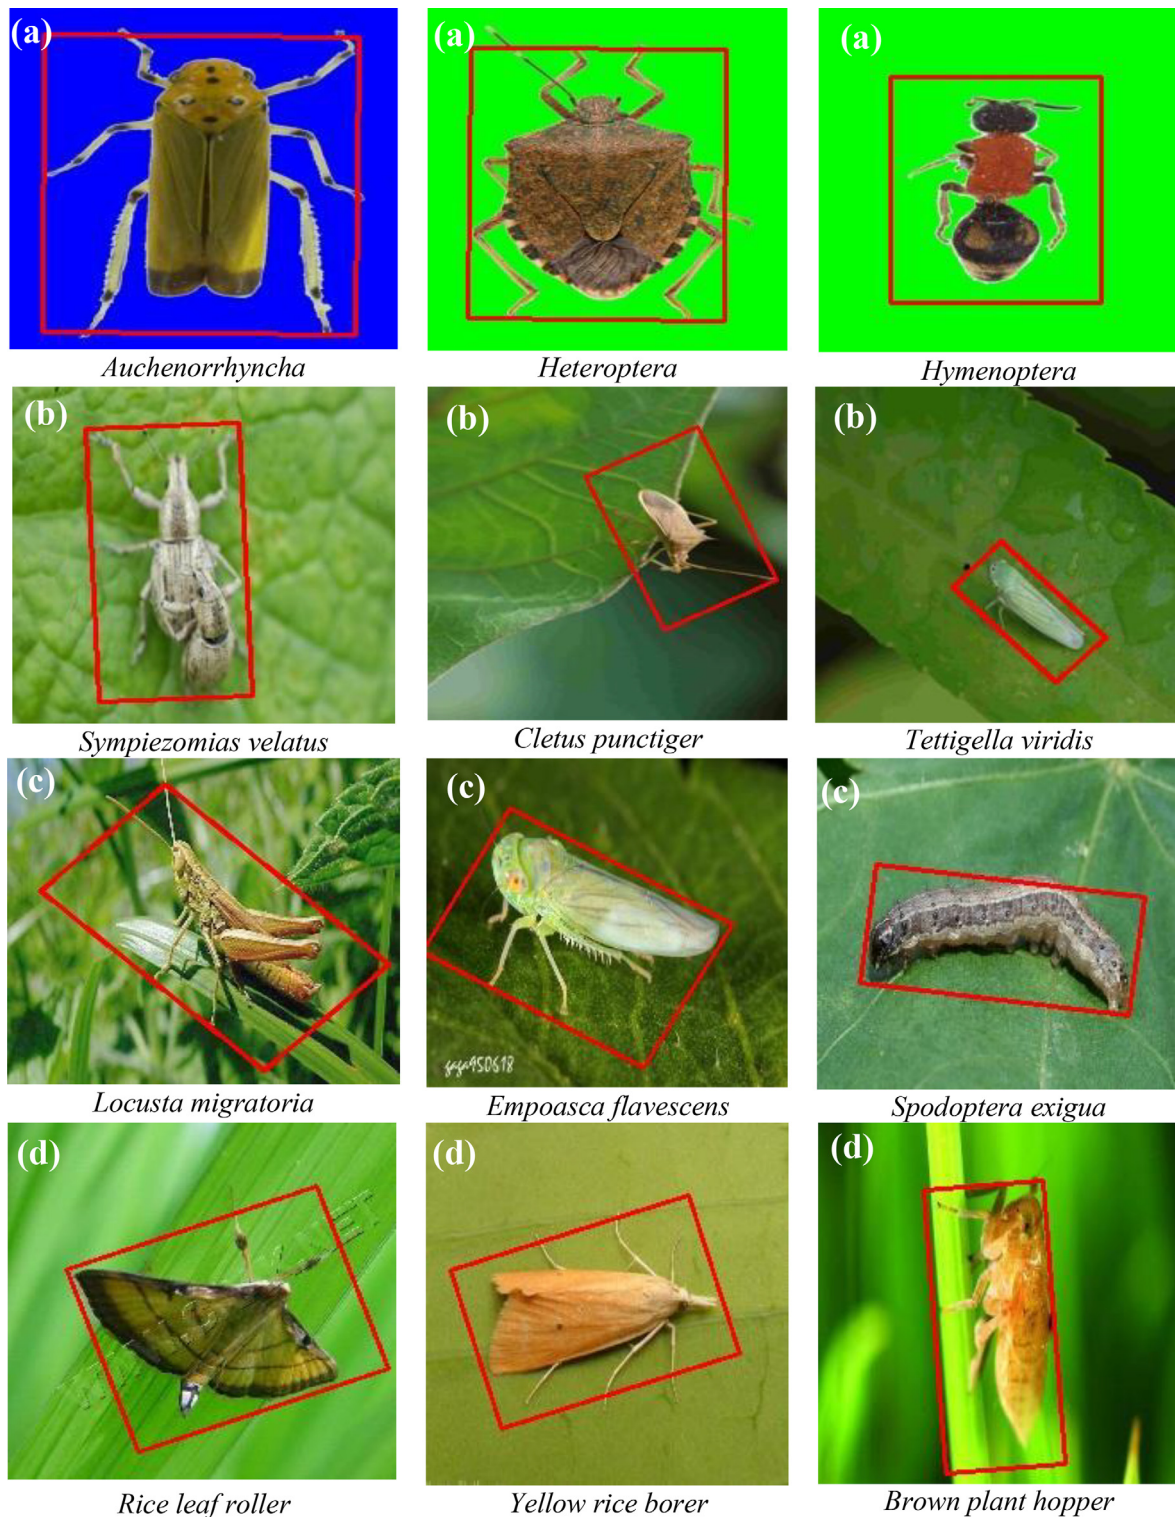 (a) (a) (a)
Auchenorrhyncha Heteroptera Hymenoptera
(b) (b) (b)
Sympiezomias velatus Cletus punctiger Tettigella viridis
(c) (c) (c)
gaga950618
Locusta migratoria Empoasca flavescens Spodoptera exigua
(d) (d) (d)
Rice leaf roller Yellow rice borer Brown plant hopper